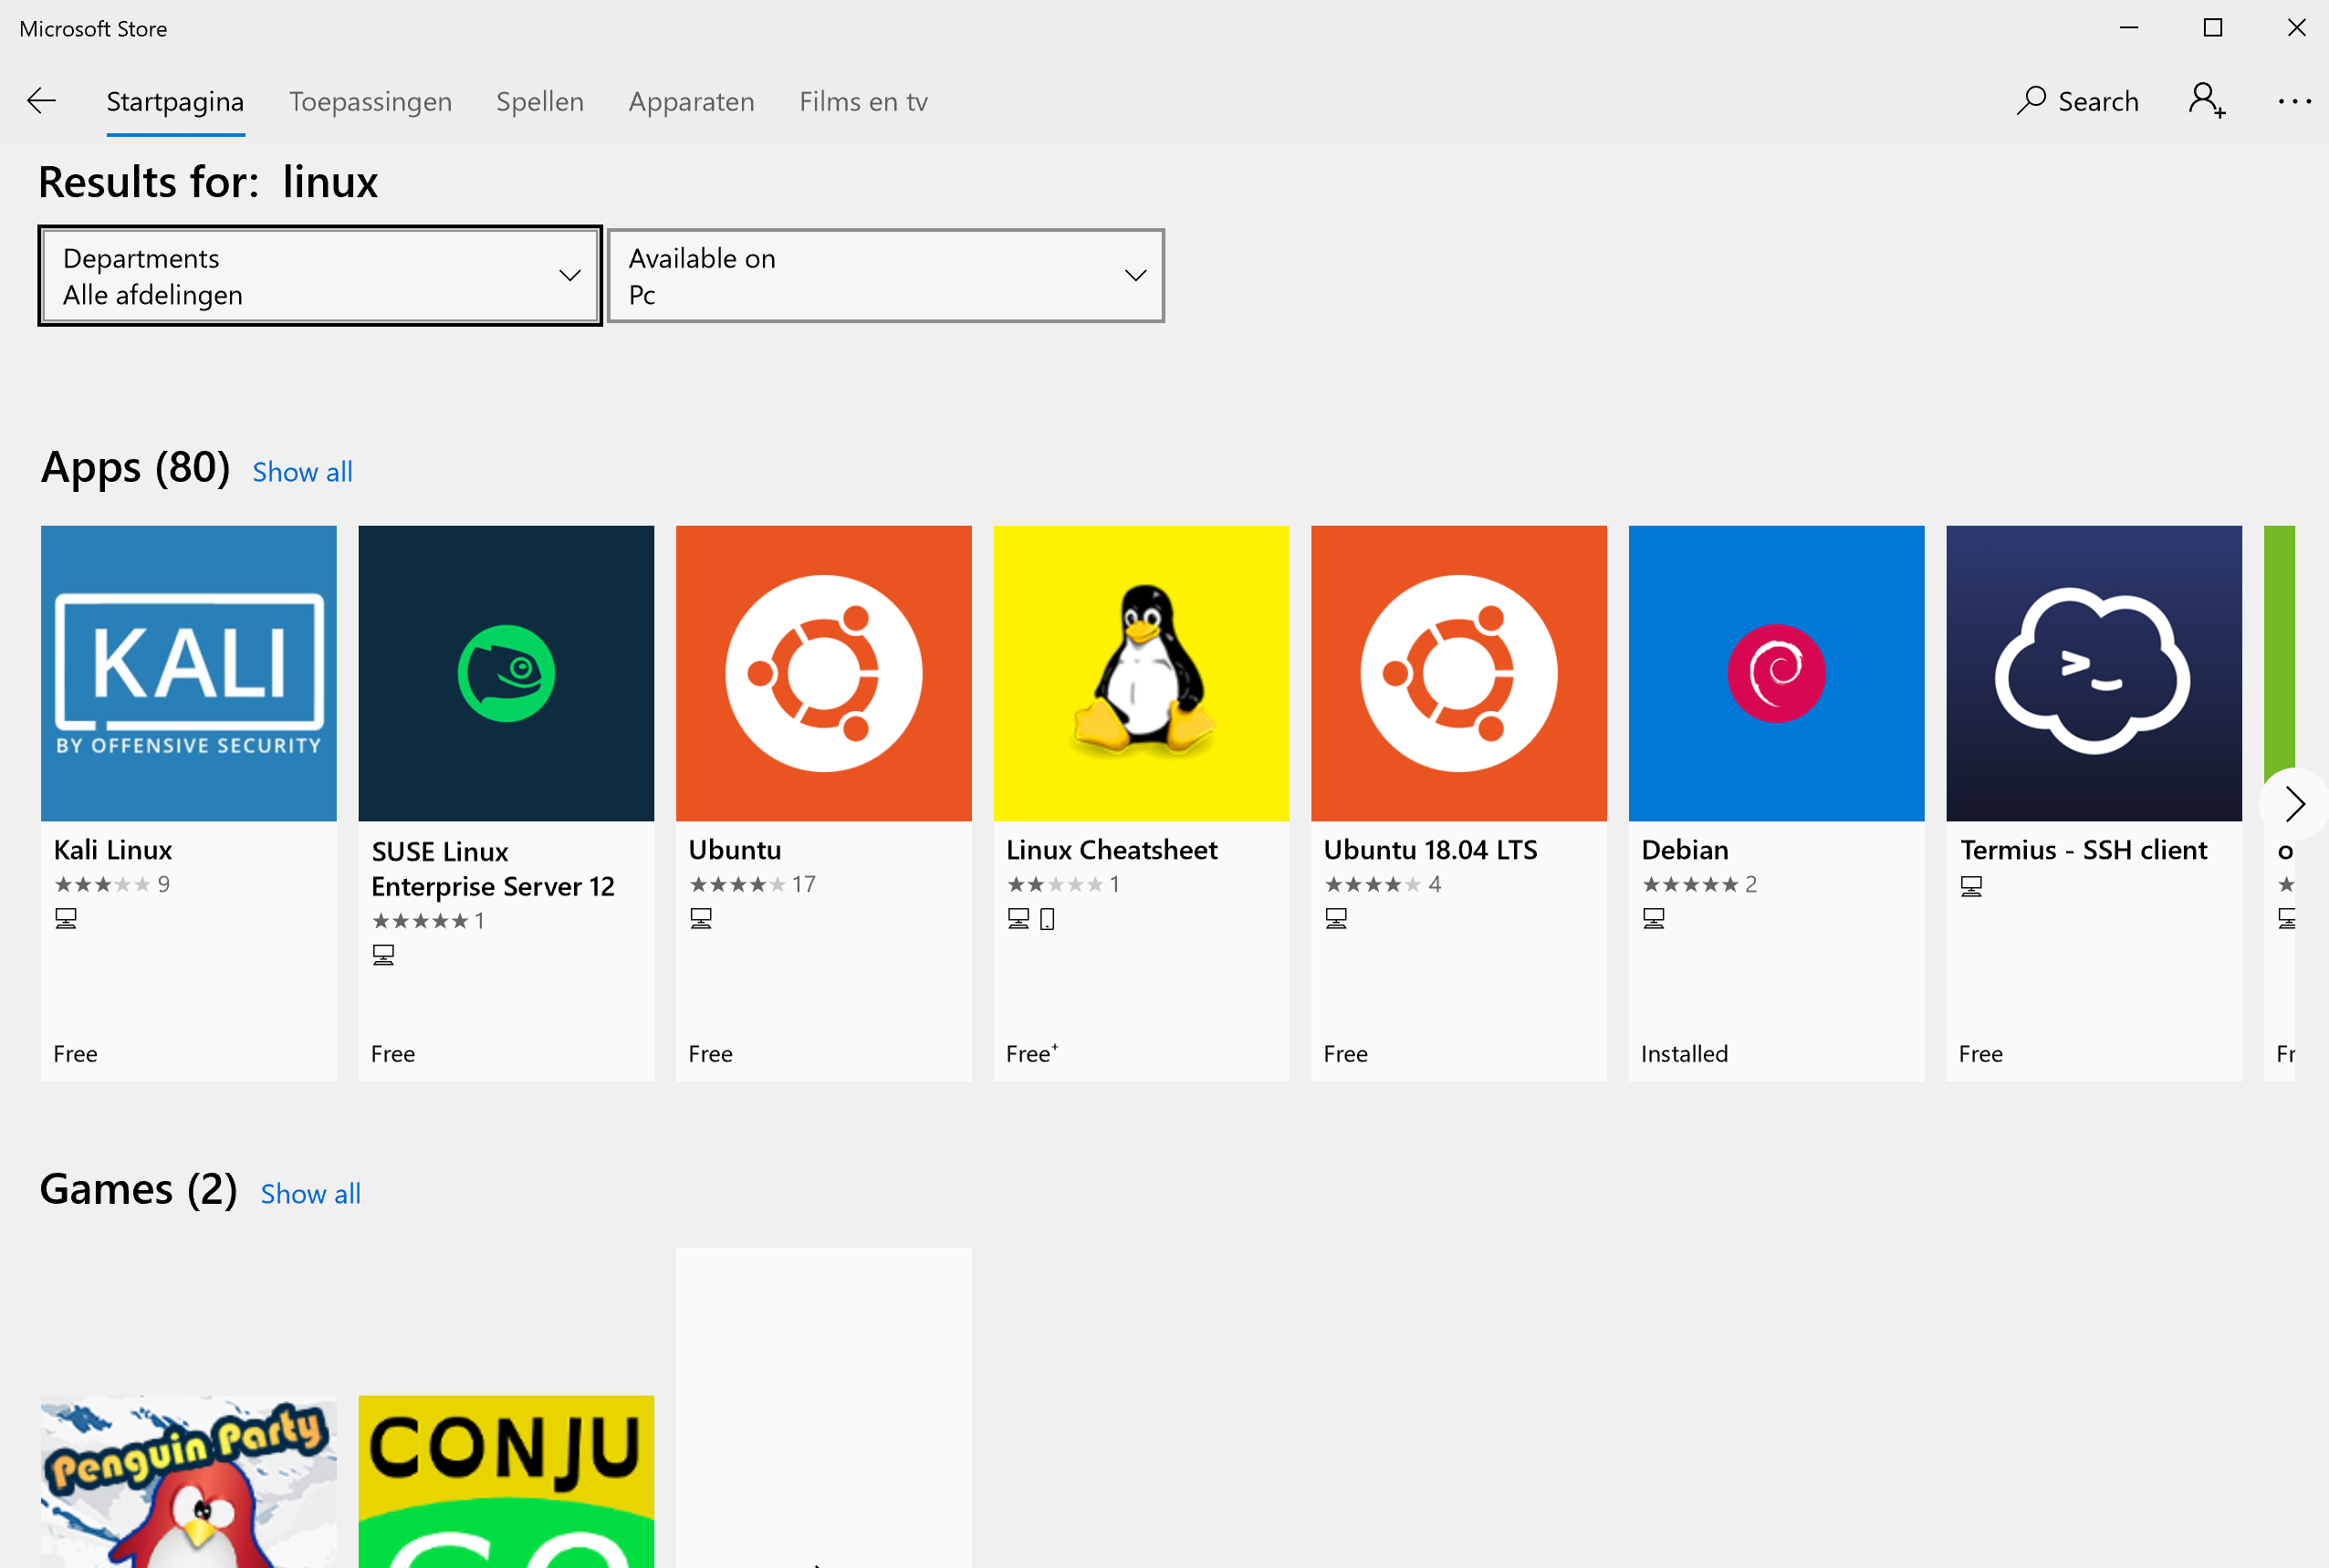 Microsoft Store
Startpagina Toepassingen Spellen Apparaten Films en tv Search
Results for: linux
Departments
Alle afdelingen
Available on
Pc
Apps (80) Show all
KALI
BY OFFENSIVE SECURITY
Kali Linux
9
Free
SUSE Linux
Enterprise Server 12
1
Free
Ubuntu
17
Free
Linux Cheatsheet
1
Free+
Ubuntu 18.04 LTS
4
Free
Debian
2
Installed
>_
Termius - SSH client
Free
Games (2) Show all
Penguin Party
CONJU